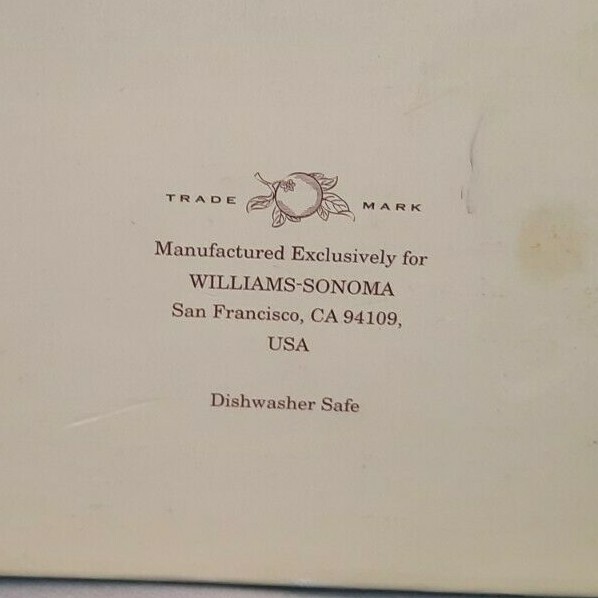 TRADE MARK
Manufactured Exclusively for
WILLIAMS-SONOMA
San Francisco, CA 94109,
USA
Dishwasher Safe